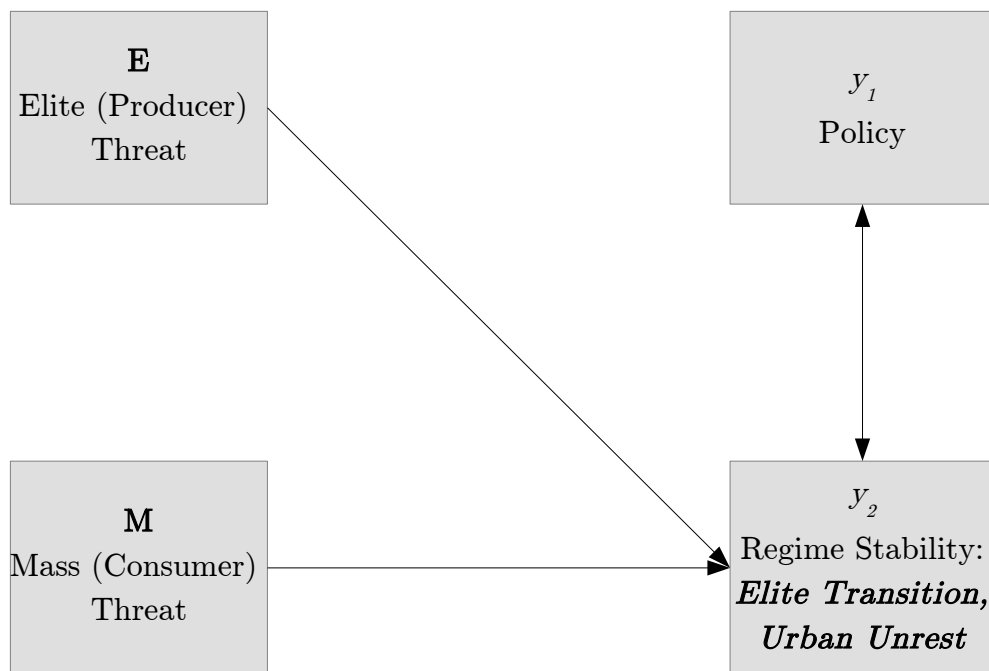 E
Elite (Producer)
Threat
y₁
Policy
M
Mass (Consumer)
Threat
y₂
Regime Stability:
Elite Transition,
Urban Unrest